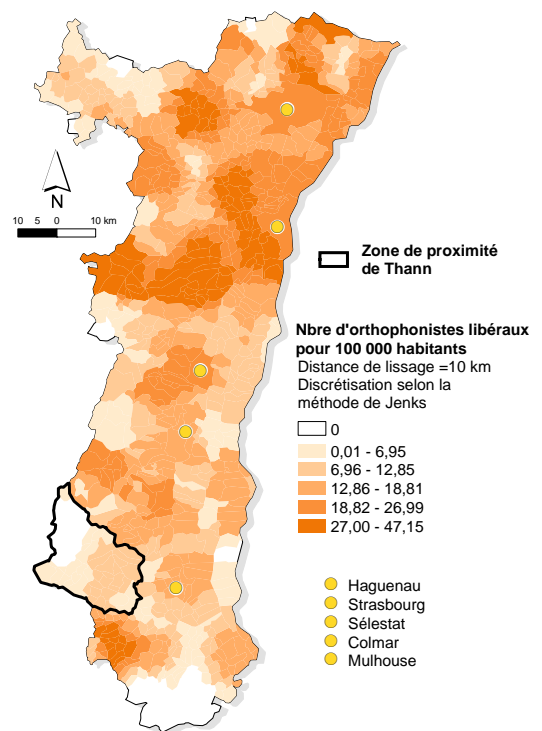 N
10 5 0 10 km
Zone de proximité
de Thann
Nbre d'orthophonistes libéraux
pour 100 000 habitants
Distance de lissage =10 km
Discrétisation selon la
méthode de Jenks
0
0,01 - 6,95
6,96 - 12,85
12,86 - 18,81
18,82 - 26,99
27,00 - 47,15
Haguenau
Strasbourg
Sélestat
Colmar
Mulhouse